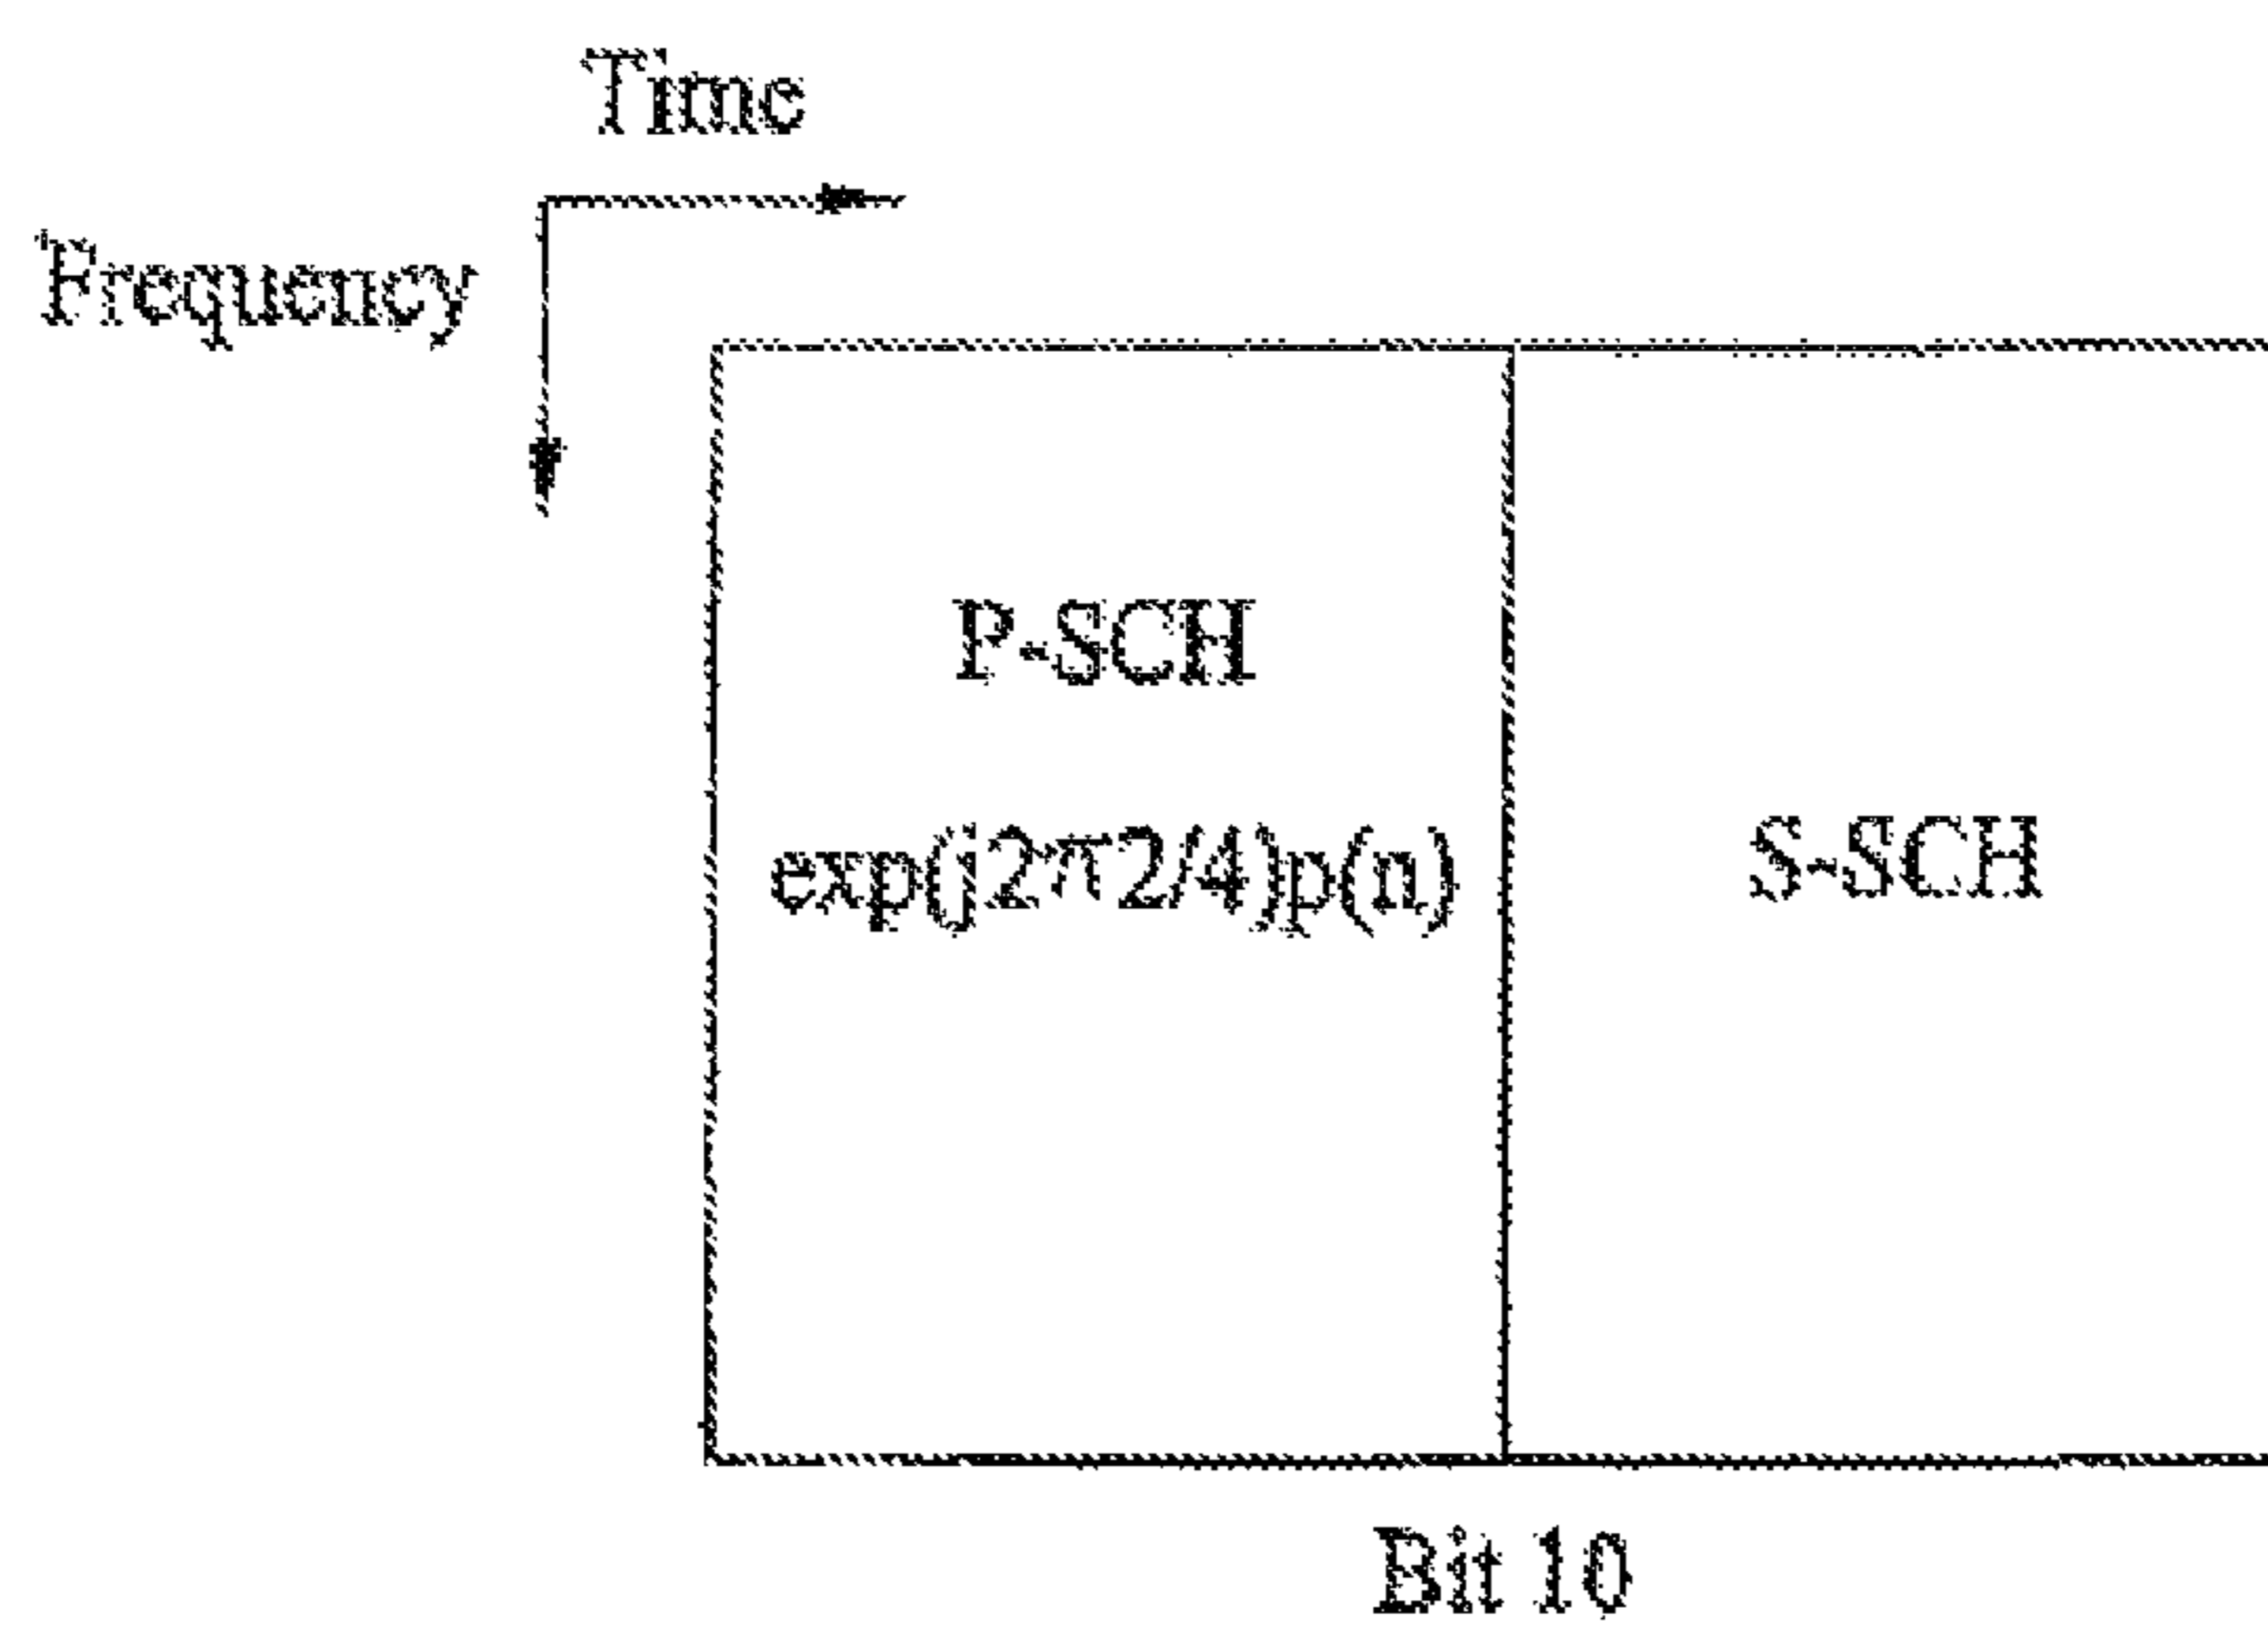 Time
Frequency
P-SCH
exp(j2π2/4)p(n)
S-SCH
Bit 10